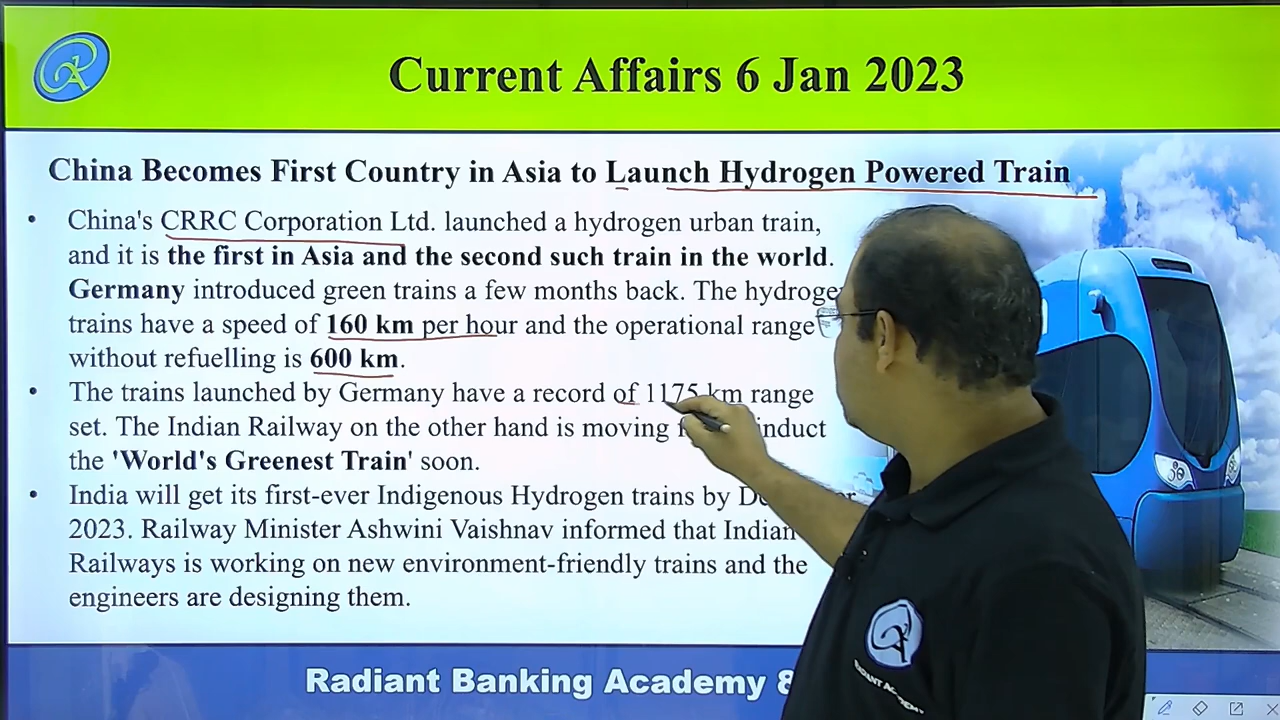 Current Affairs 6 Jan 2023
China Becomes First Country in Asia to Launch Hydrogen Powered Train
• China's CRRC Corporation Ltd. launched a hydrogen urban train,
and it is the first in Asia and the second such train in the world.
Germany introduced green trains a few months back. The
trains have a speed of 160 km per hour and the operational range
without refuelling is 600 km.
• The trains launched by Germany have a record of 1175 km range
set. The Indian Railway on the other hand is moving induct
the 'World's Greenest Train' soon.
• India will get its first-ever Indigenous Hydrogen trains by
2023. Railway Minister Ashwini Vaishnav informed that Indian
Railways is working on new environment-friendly trains and the
engineers are designing them.
Radiant Banking Academy